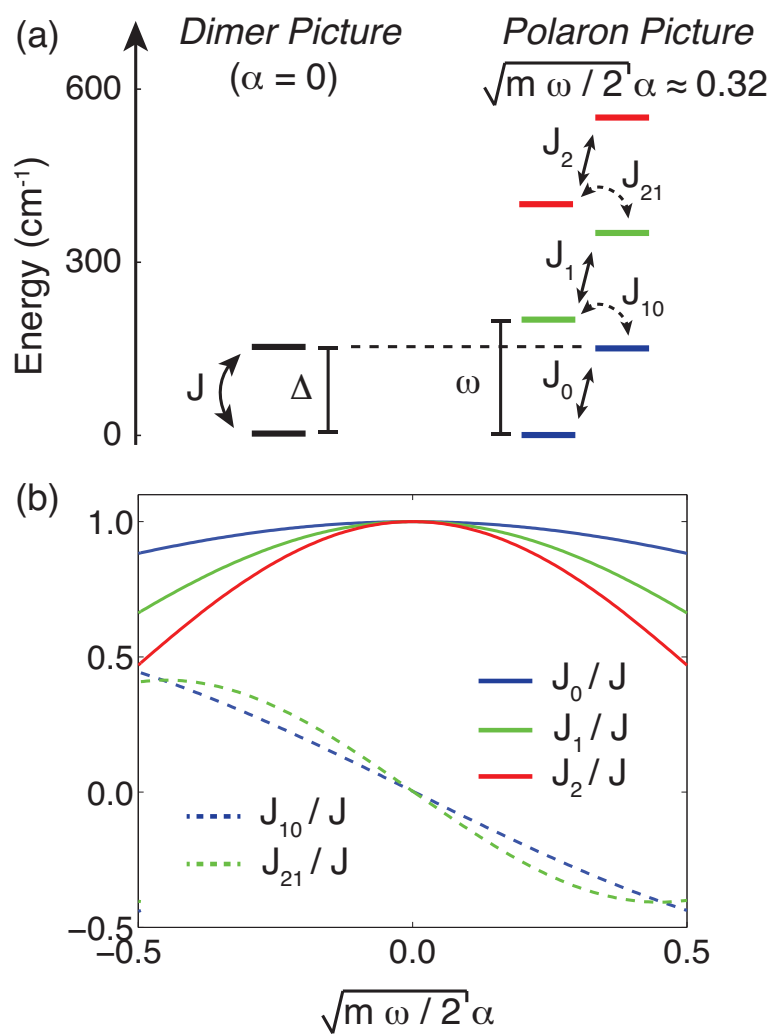 (a) Dimer Picture Polaron Picture
(α = 0) √m ω / 2 α ≈ 0.32
Energy (cm⁻¹)
600
400
200
0
J
Δ
ω
J₂
J₂₁
J₁
J₁₀
J₀
(b)
1.0
0.5
0.0
−0.5
J₀ / J
J₁ / J
J₂ / J
J₁₀ / J
J₂₁ / J
−0.5 0.0 0.5
√m ω / 2 α